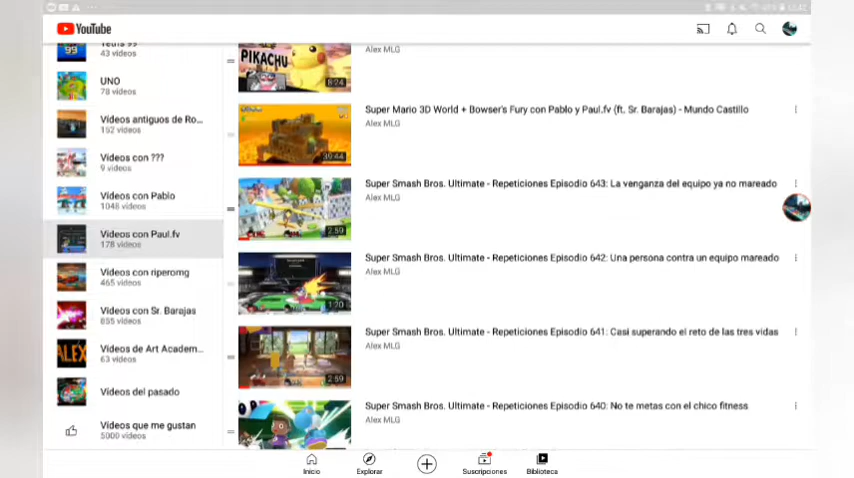 YouTube
Tetris 99
43 videos
UNO
78 videos
Videos antiguos de Ro...
152 videos
Videos con ???
9 videos
Videos con Pablo
1048 videos
Videos con Paul.fv
178 videos
Videos con riperomg
465 videos
Videos con Sr. Barajas
855 videos
Videos de Art Academ...
63 videos
Videos del pasado
Videos que me gustan
5000 videos
PIKACHU
8:24
Alex MLG
Super Mario 3D World + Bowser's Fury con Pablo y Paul.fv (ft. Sr. Barajas) - Mundo Castillo
Alex MLG
39:44
Super Smash Bros. Ultimate - Repeticiones Episodio 643: La venganza del equipo ya no mareado
Alex MLG
2:59
Super Smash Bros. Ultimate - Repeticiones Episodio 642: Una persona contra un equipo mareado
Alex MLG
1:20
Super Smash Bros. Ultimate - Repeticiones Episodio 641: Casi superando el reto de las tres vidas
Alex MLG
2:59
Super Smash Bros. Ultimate - Repeticiones Episodio 640: No te metas con el chico fitness
Alex MLG
ALEX
Inicio
Explorar
Suscripciones
Biblioteca